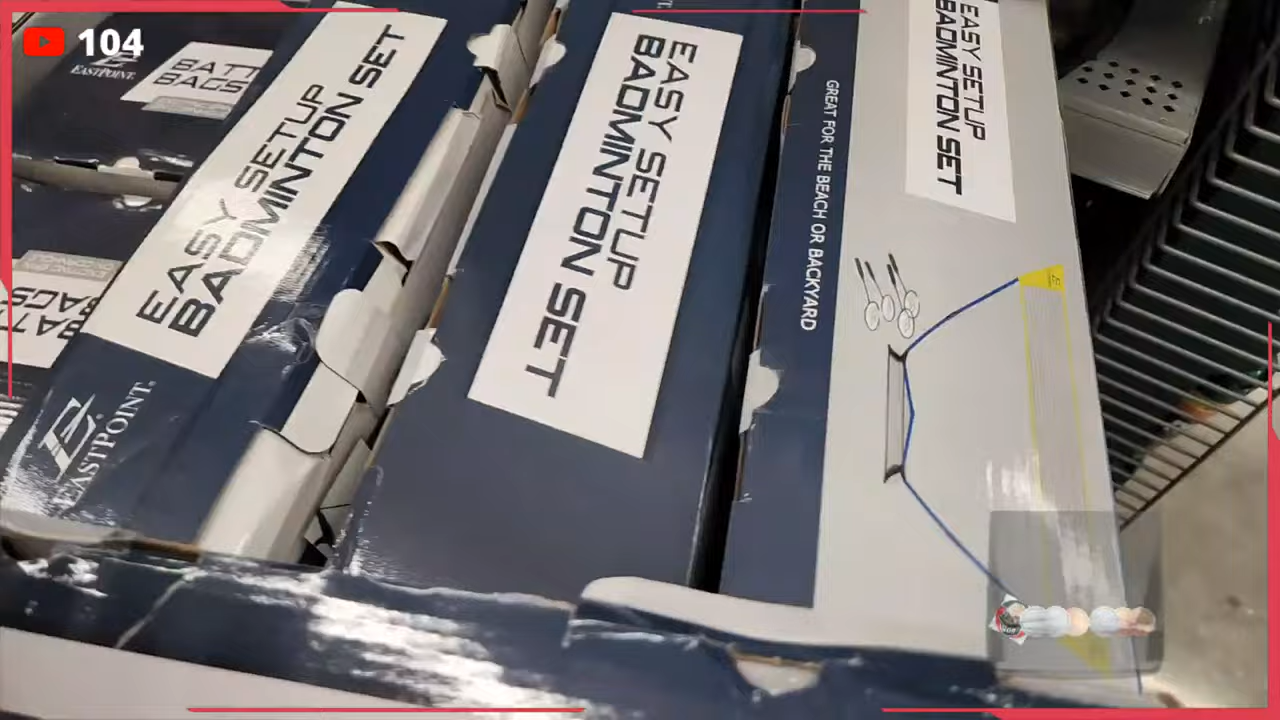 104
EASTPOINT
BATT
BAGS
EASY SETUP
BADMINTON SET
EASY SETUP
BADMINTON SET
GREAT FOR THE BEACH OR BACKYARD
EASY SETUP
BADMINTON SET
BAGS
EASTPOINT